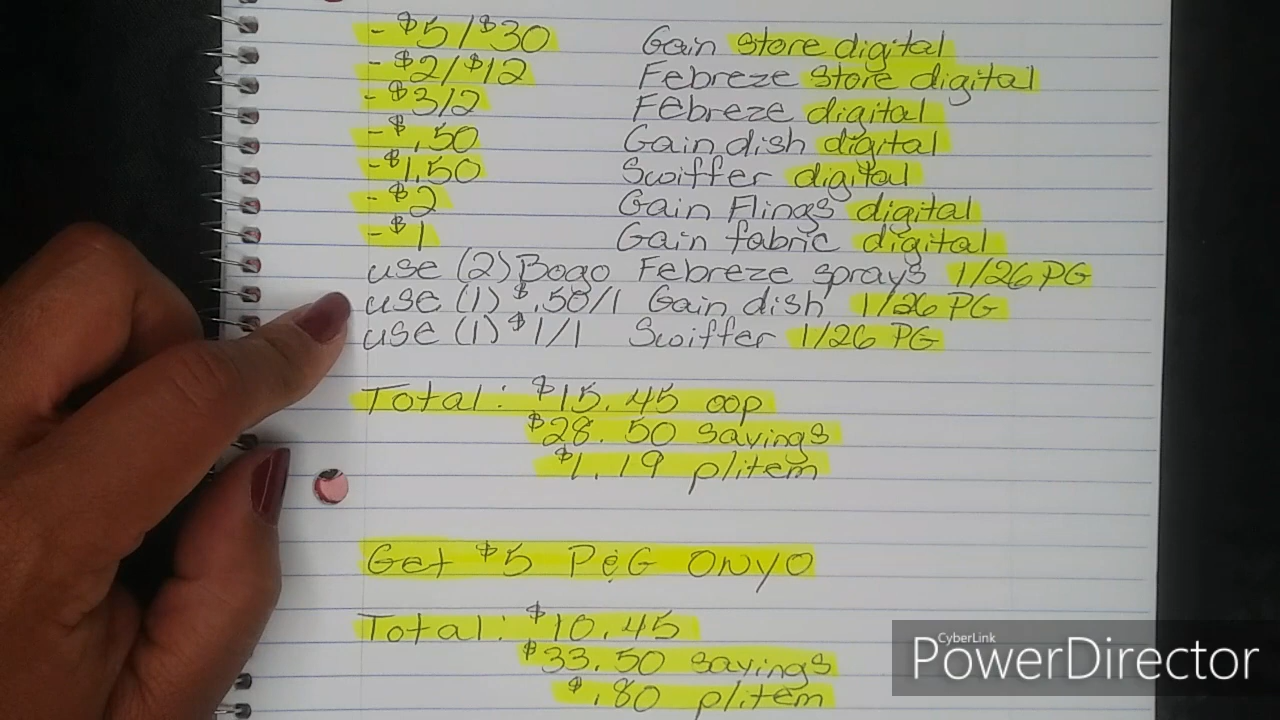 - $5/$30 Gain store digital
- $2/$12 Febreze store digital
- $3/2 Febreze digital
- $.50 Gain dish digital
- $1.50 Swiffer digital
- $2 Gain Flings digital
- $1 Gain fabric digital
use (2) Bogo Febreze sprays 1/26 PG
use (1) $.50/1 Gain dish 1/26 PG
use (1) $1/1 Swiffer 1/26 PG
Total: $15.45 oop
$28.50 savings
$1.19 p/item
Get $5 P&G ONYO
Total: $10.45
$33.50 savings
$.80 p/item
CyberLink
PowerDirector